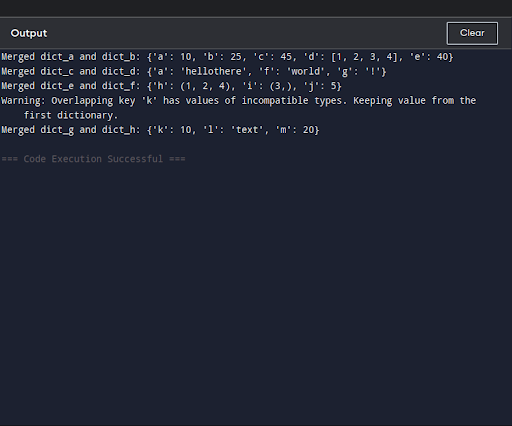 Output
Clear
Merged dict_a and dict_b: {'a': 10, 'b': 25, 'c': 45, 'd': [1, 2, 3, 4], 'e': 40}
Merged dict_c and dict_d: {'a': 'hellothere', 'f': 'world', 'g': '!'}
Merged dict_e and dict_f: {'h': (1, 2, 4), 'i': (3,), 'j': 5}
Warning: Overlapping key 'k' has values of incompatible types. Keeping value from the
first dictionary.
Merged dict_g and dict_h: {'k': 10, 'l': 'text', 'm': 20}
=== Code Execution Successful ===